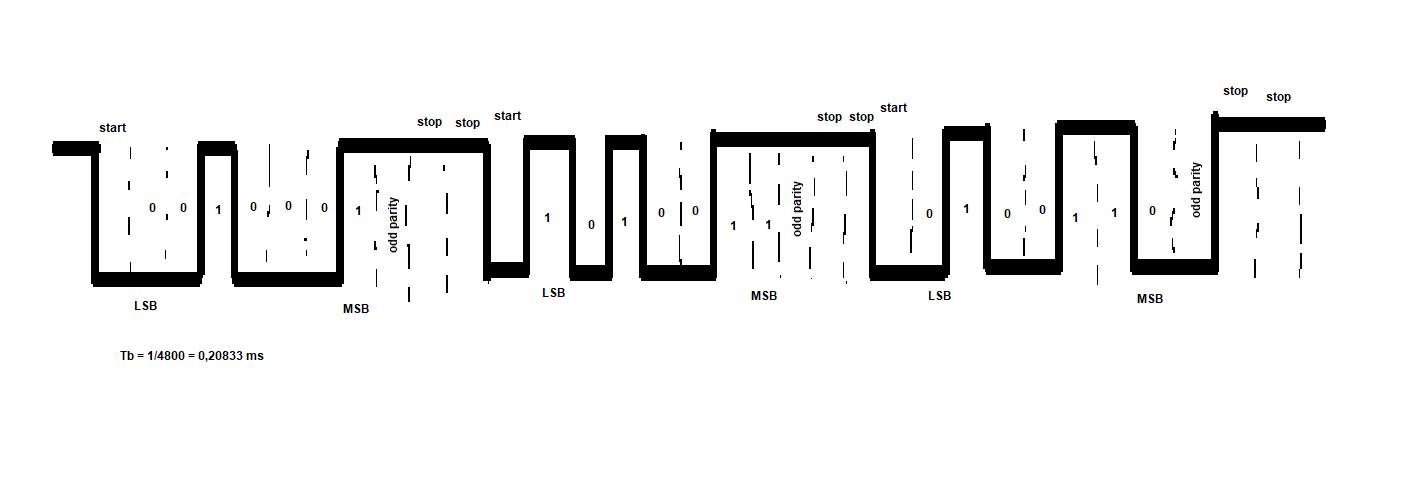 start
stop stop
start
stop stop
start
stop stop
0 0 1 0 0 0 1
odd parity
1 0 1 0 0 1 1
odd parity
0 1 0 0 1 1 0
odd parity
LSB
MSB
LSB
MSB
LSB
MSB
Tb = 1/4800 = 0,20833 ms